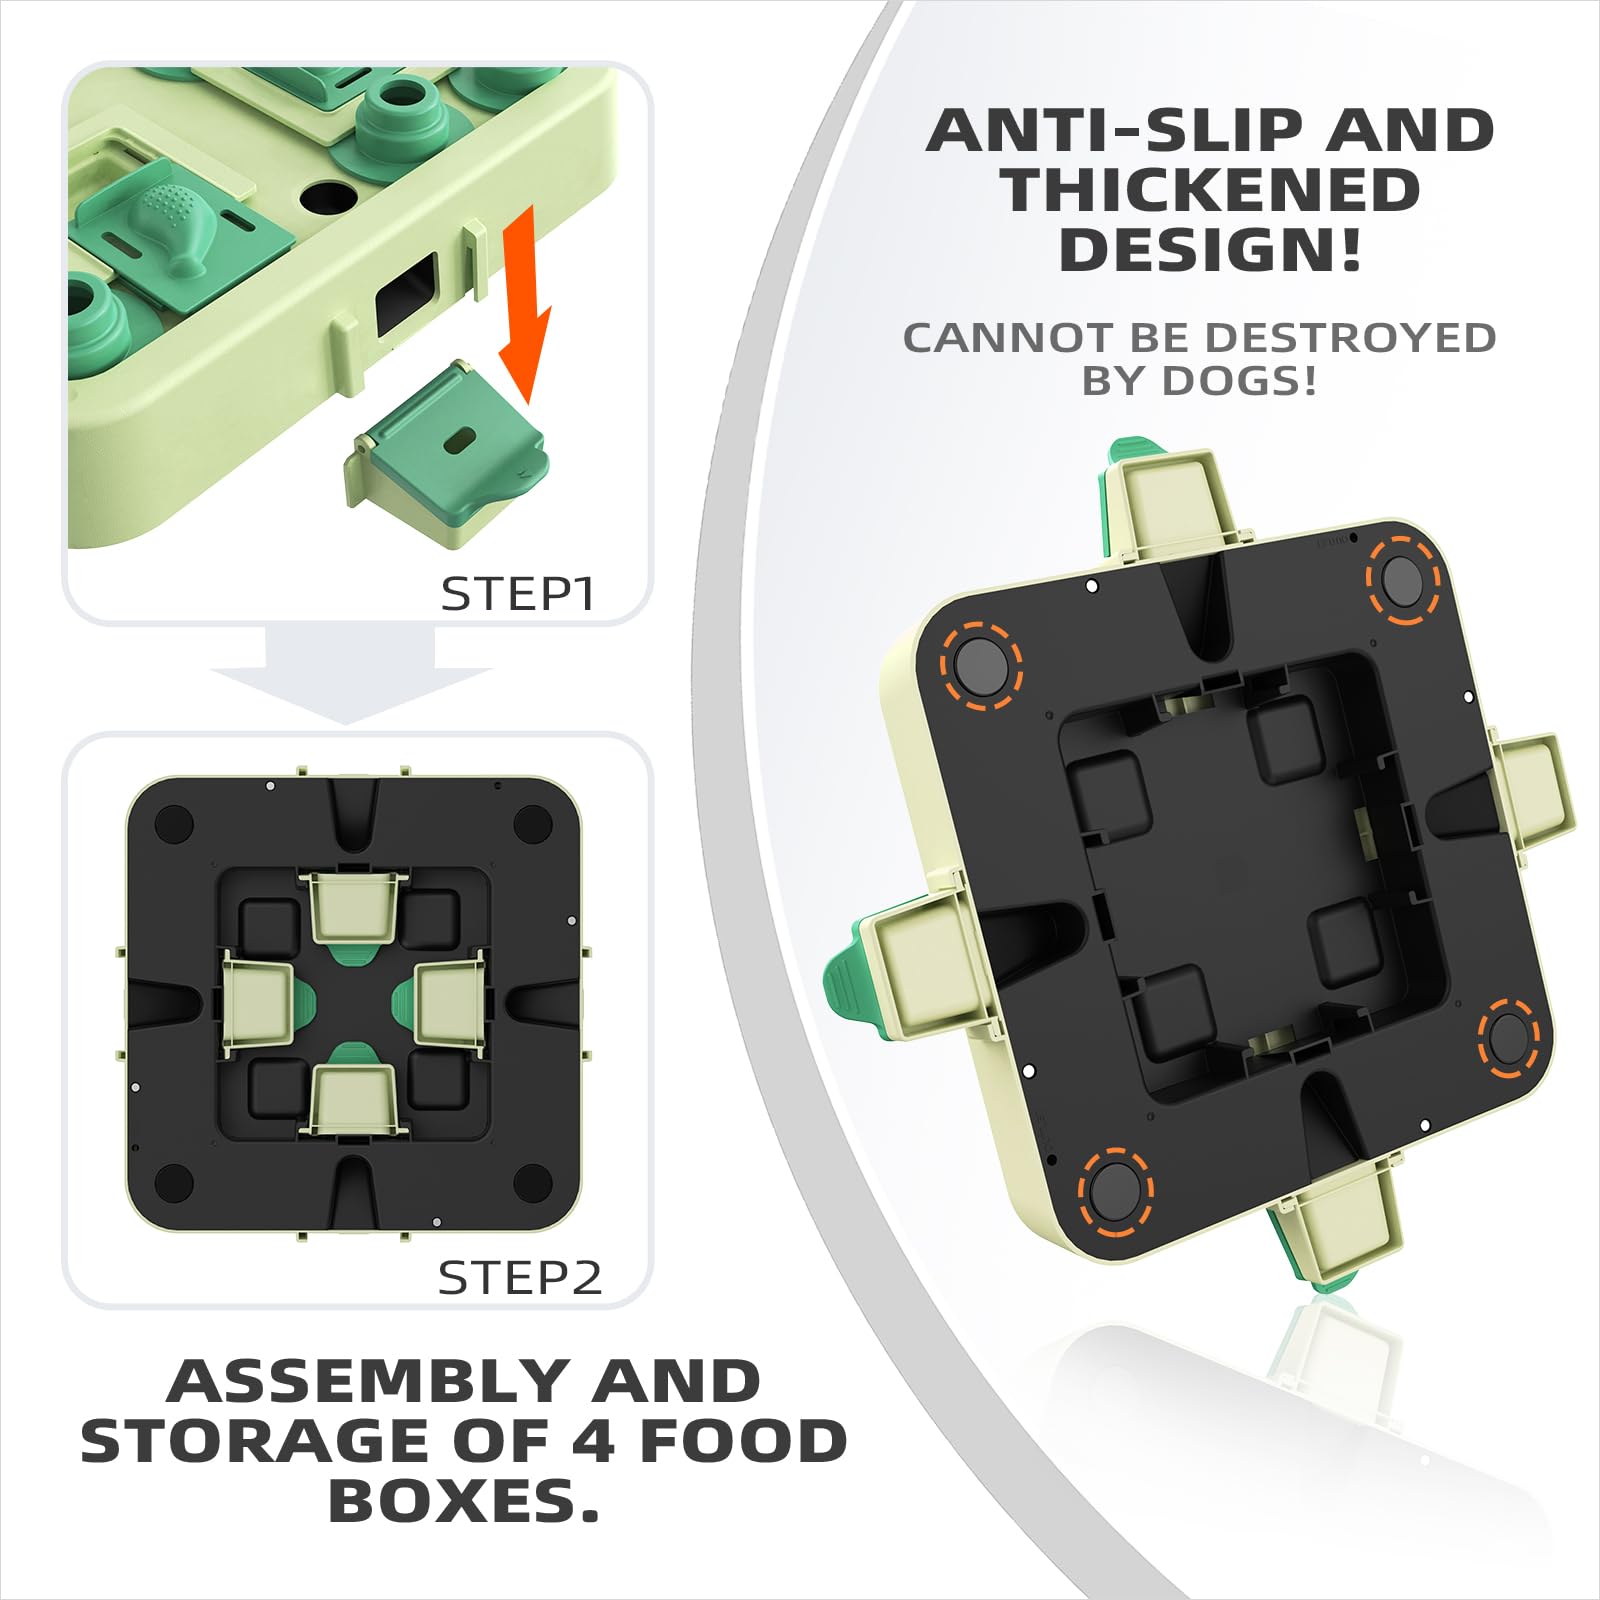 STEP1
STEP2
ASSEMBLY AND
STORAGE OF 4 FOOD
BOXES.
ANTI-SLIP AND
THICKENED
DESIGN!
CANNOT BE DESTROYED
BY DOGS!